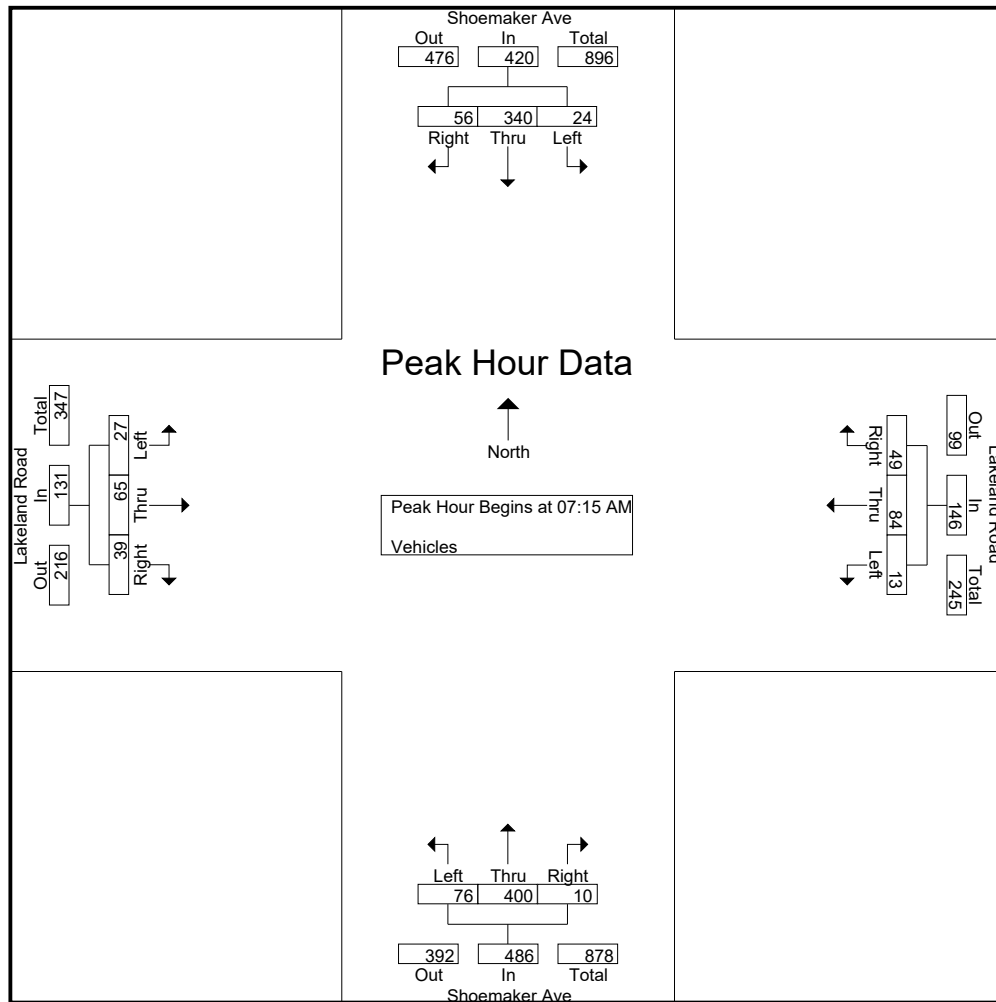 Shoemaker Ave
Out In Total
476 420 896
56 340 24
Right Thru Left
Peak Hour Data
North
Peak Hour Begins at 07:15 AM
Vehicles
Lakeland Road
Out In Total
216 131 347
39 65 27
Right Thru Left
Lakeland Road
Out In Total
99 146 245
49 84 13
Right Thru Left
Left Thru Right
76 400 10
392 486 878
Out In Total
Shoemaker Ave